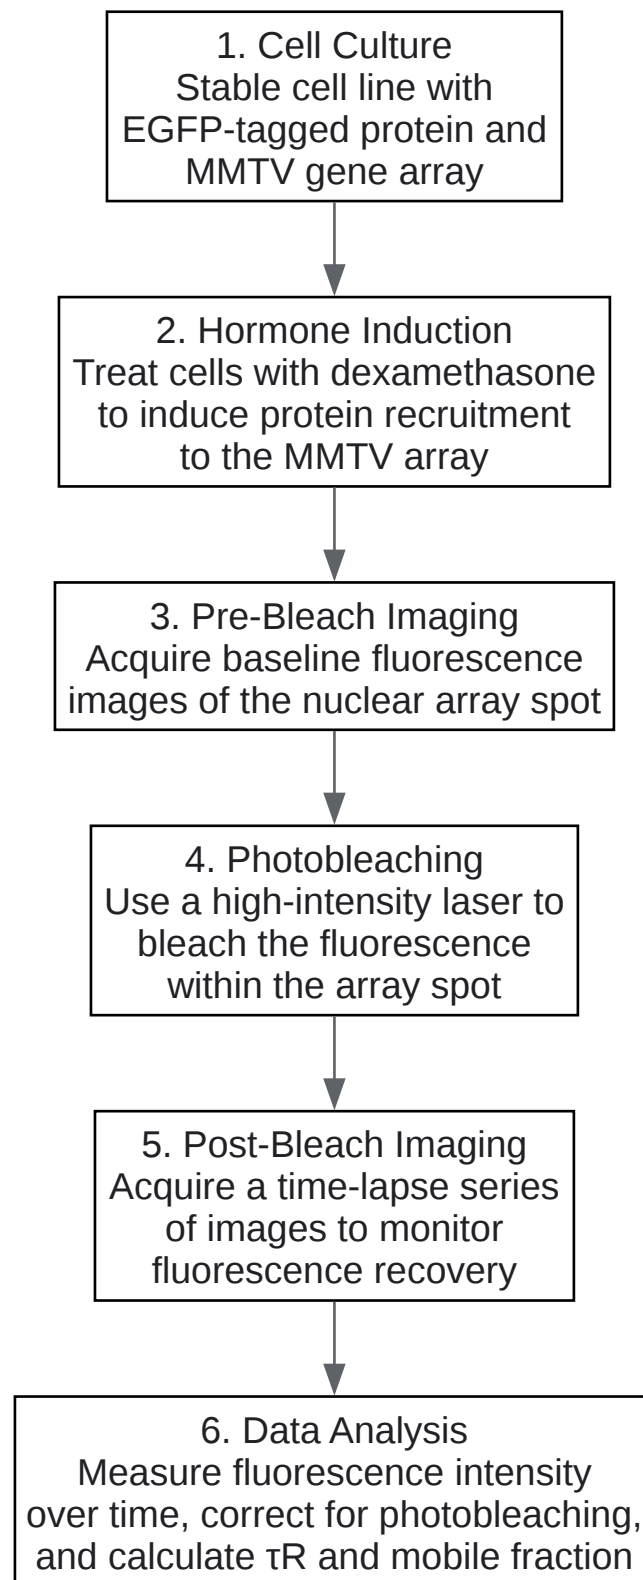 1. Cell Culture
Stable cell line with
EGFP-tagged protein and
MMTV gene array
2. Hormone Induction
Treat cells with dexamethasone
to induce protein recruitment
to the MMTV array
3. Pre-Bleach Imaging
Acquire baseline fluorescence
images of the nuclear array spot
4. Photobleaching
Use a high-intensity laser to
bleach the fluorescence
within the array spot
5. Post-Bleach Imaging
Acquire a time-lapse series
of images to monitor
fluorescence recovery
6. Data Analysis
Measure fluorescence intensity
over time, correct for photobleaching,
and calculate τR and mobile fraction